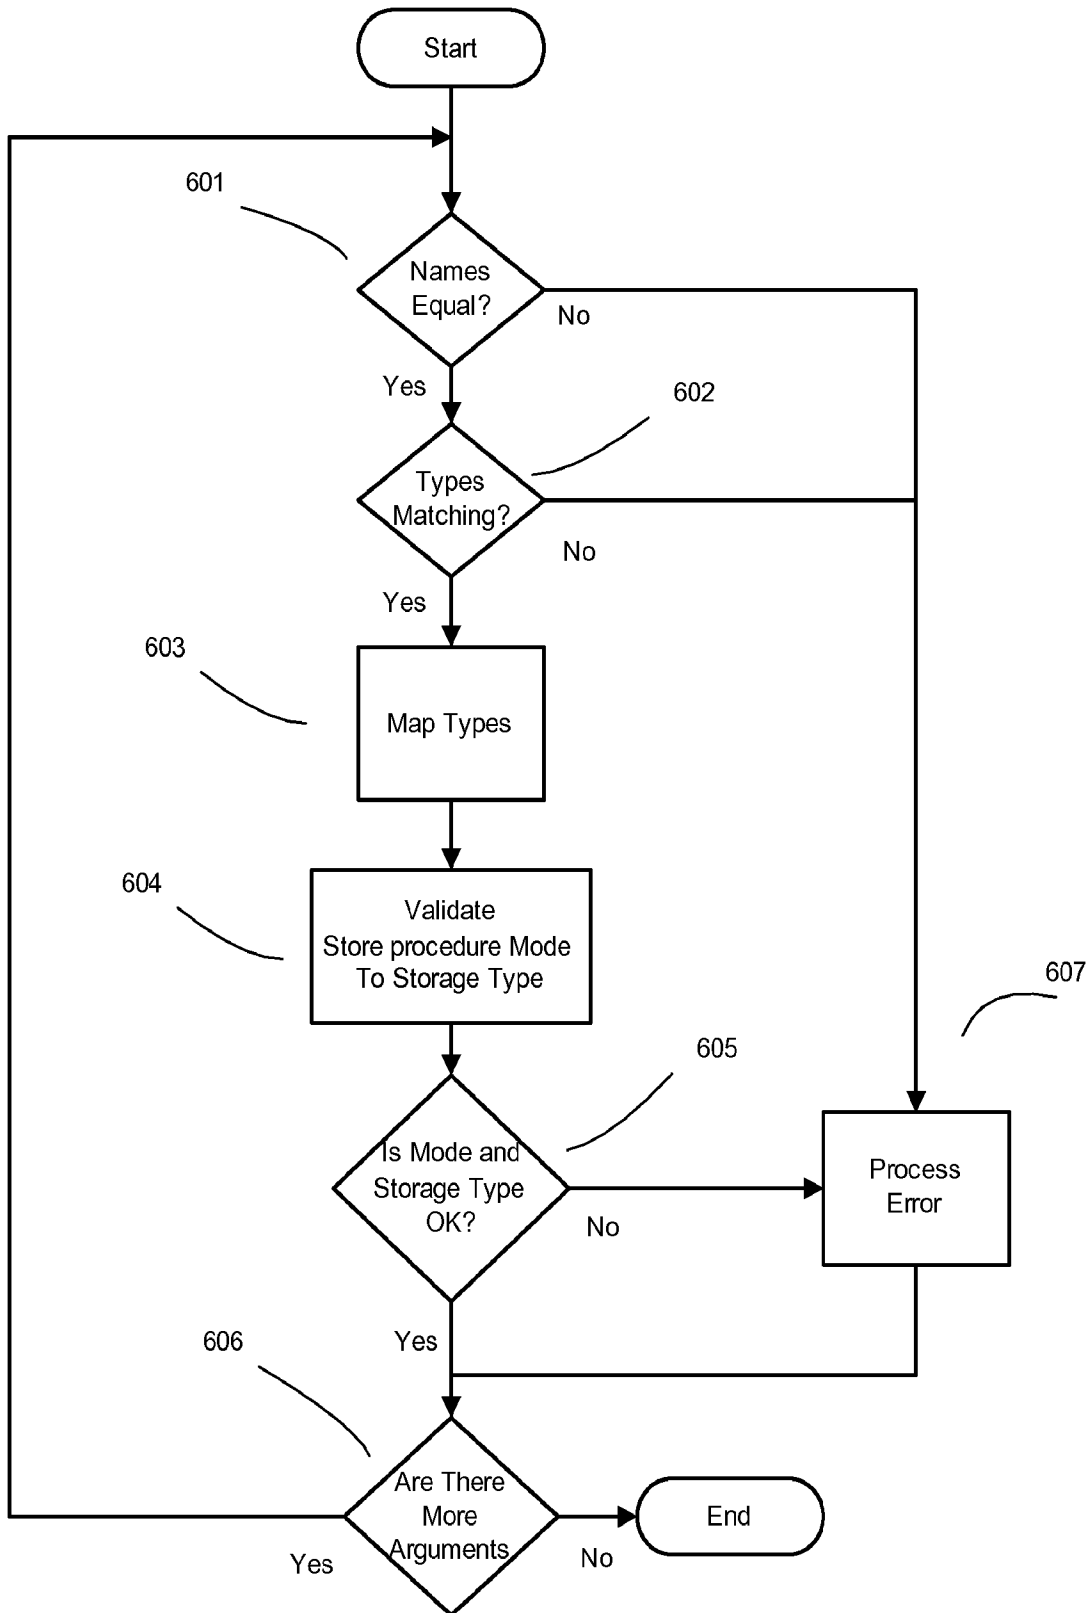 Start
601
Names
Equal?
No
Yes
602
Types
Matching?
No
Yes
603
Map Types
604
Validate
Store procedure Mode
To Storage Type
607
605
Is Mode and
Storage Type
OK?
No
Process
Error
Yes
606
Are There
More
Arguments
Yes
No
End